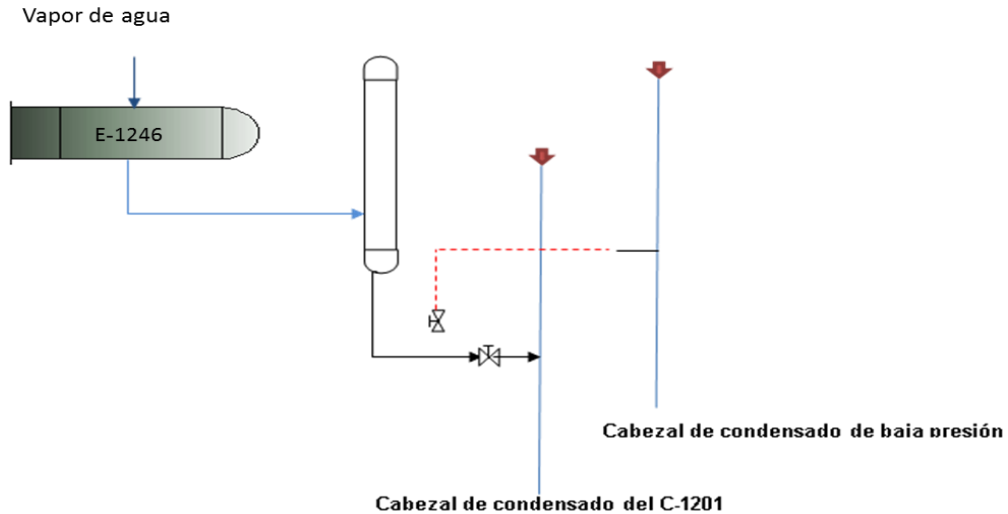 Vapor de agua
E-1246
Cabezal de condensado de baja presión
Cabezal de condensado del C-1201